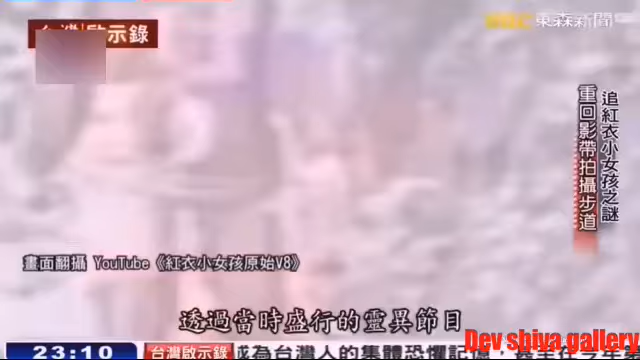 台灣啟示錄
EBC 東森新聞
追紅衣小女孩之謎
重回影帶拍攝步道
畫面翻攝 YouTube《紅衣小女孩原始V8》
透過當時盛行的靈異節目
Dev shiya gallery
23:10 台灣啟示錄 成為台灣人的集體恐懼記憶